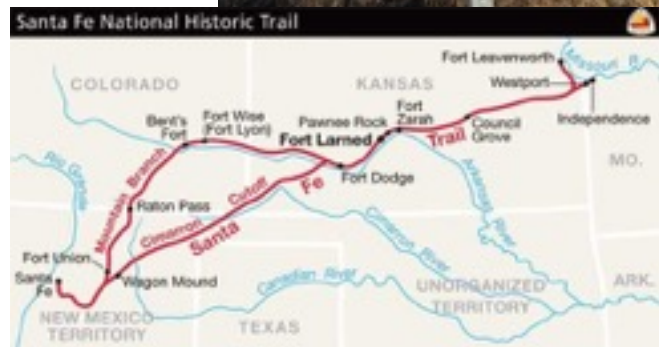 Santa Fe National Historic Trail
Fort Leavenworth
Missouri R
COLORADO
KANSAS
Westport
Bent's
Fort
Fort Wise
(Fort Lyon)
Pawnee Rock
Fort
Zarah
Independence
Fort Larned
Trail
Council
Grove
MO.
Rio Grande
Mountain Branch
Fe
Fort Dodge
Arkansas River
Raton Pass
Cimarron Cutoff
Santa
Cimarron River
Fort Union
Santa
Fe
Wagon Mound
Canadian River
UNORGANIZED
TERRITORY
ARK.
NEW MEXICO
TERRITORY
TEXAS